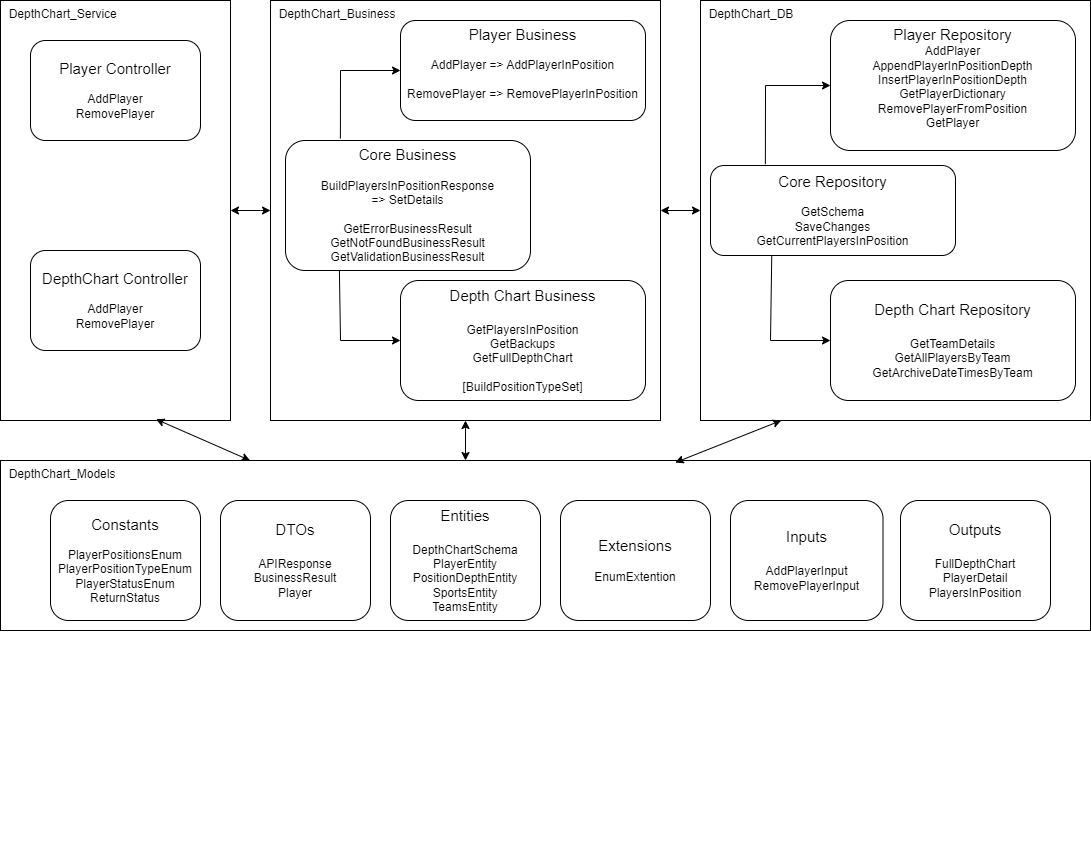 DepthChart_Service
Player Controller
AddPlayer
RemovePlayer
DepthChart Controller
AddPlayer
RemovePlayer
DepthChart_Business
Player Business
AddPlayer => AddPlayerInPosition
RemovePlayer => RemovePlayerInPosition
Core Business
BuildPlayersInPositionResponse
=> SetDetails
GetErrorBusinessResult
GetNotFoundBusinessResult
GetValidationBusinessResult
Depth Chart Business
GetPlayersInPosition
GetBackups
GetFullDepthChart
[BuildPositionTypeSet]
DepthChart_DB
Player Repository
AddPlayer
AppendPlayerInPositionDepth
InsertPlayerInPositionDepth
GetPlayerDictionary
RemovePlayerFromPosition
GetPlayer
Core Repository
GetSchema
SaveChanges
GetCurrentPlayersInPosition
Depth Chart Repository
GetTeamDetails
GetAllPlayersByTeam
GetArchiveDateTimesByTeam
DepthChart_Models
Constants
PlayerPositionsEnum
PlayerPositionTypeEnum
PlayerStatusEnum
ReturnStatus
DTOs
APIResponse
BusinessResult
Player
Entities
DepthChartSchema
PlayerEntity
PositionDepthEntity
SportsEntity
TeamsEntity
Extensions
EnumExtention
Inputs
AddPlayerInput
RemovePlayerInput
Outputs
FullDepthChart
PlayerDetail
PlayersInPosition